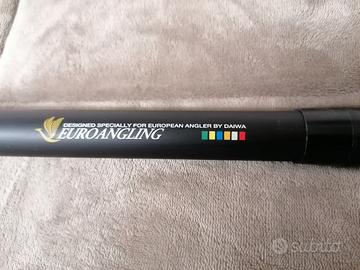 DESIGNED SPECIALLY FOR EUROPEAN ANGLER BY DAIWA
EUROANGLING
subito